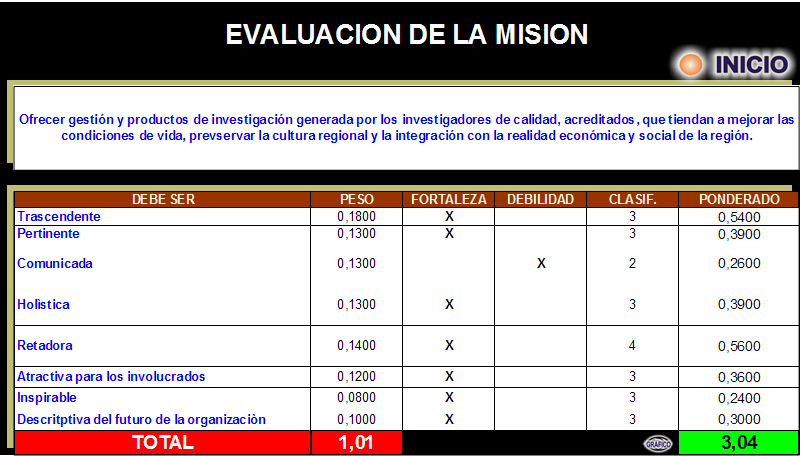 EVALUACION DE LA MISION
INICIO
Ofrecer gestión y productos de investigación generada por los investigadores de calidad, acreditados, que tiendan a mejorar las
condiciones de vida, prevservar la cultura regional y la integración con la realidad económica y social de la región.
DEBE SER PESO FORTALEZA DEBILIDAD CLASIF. PONDERADO
Trascendente 0,1800 X 3 0,5400
Pertinente 0,1300 X 3 0,3900
Comunicada 0,1300 X 2 0,2600
Holistica 0,1300 X 3 0,3900
Retadora 0,1400 X 4 0,5600
Atractiva para los involucrados 0,1200 X 3 0,3600
Inspirable 0,0800 X 3 0,2400
Descritptiva del futuro de la organizaciòn 0,1000 X 3 0,3000
TOTAL 1,01 GRÁFICO 3,04